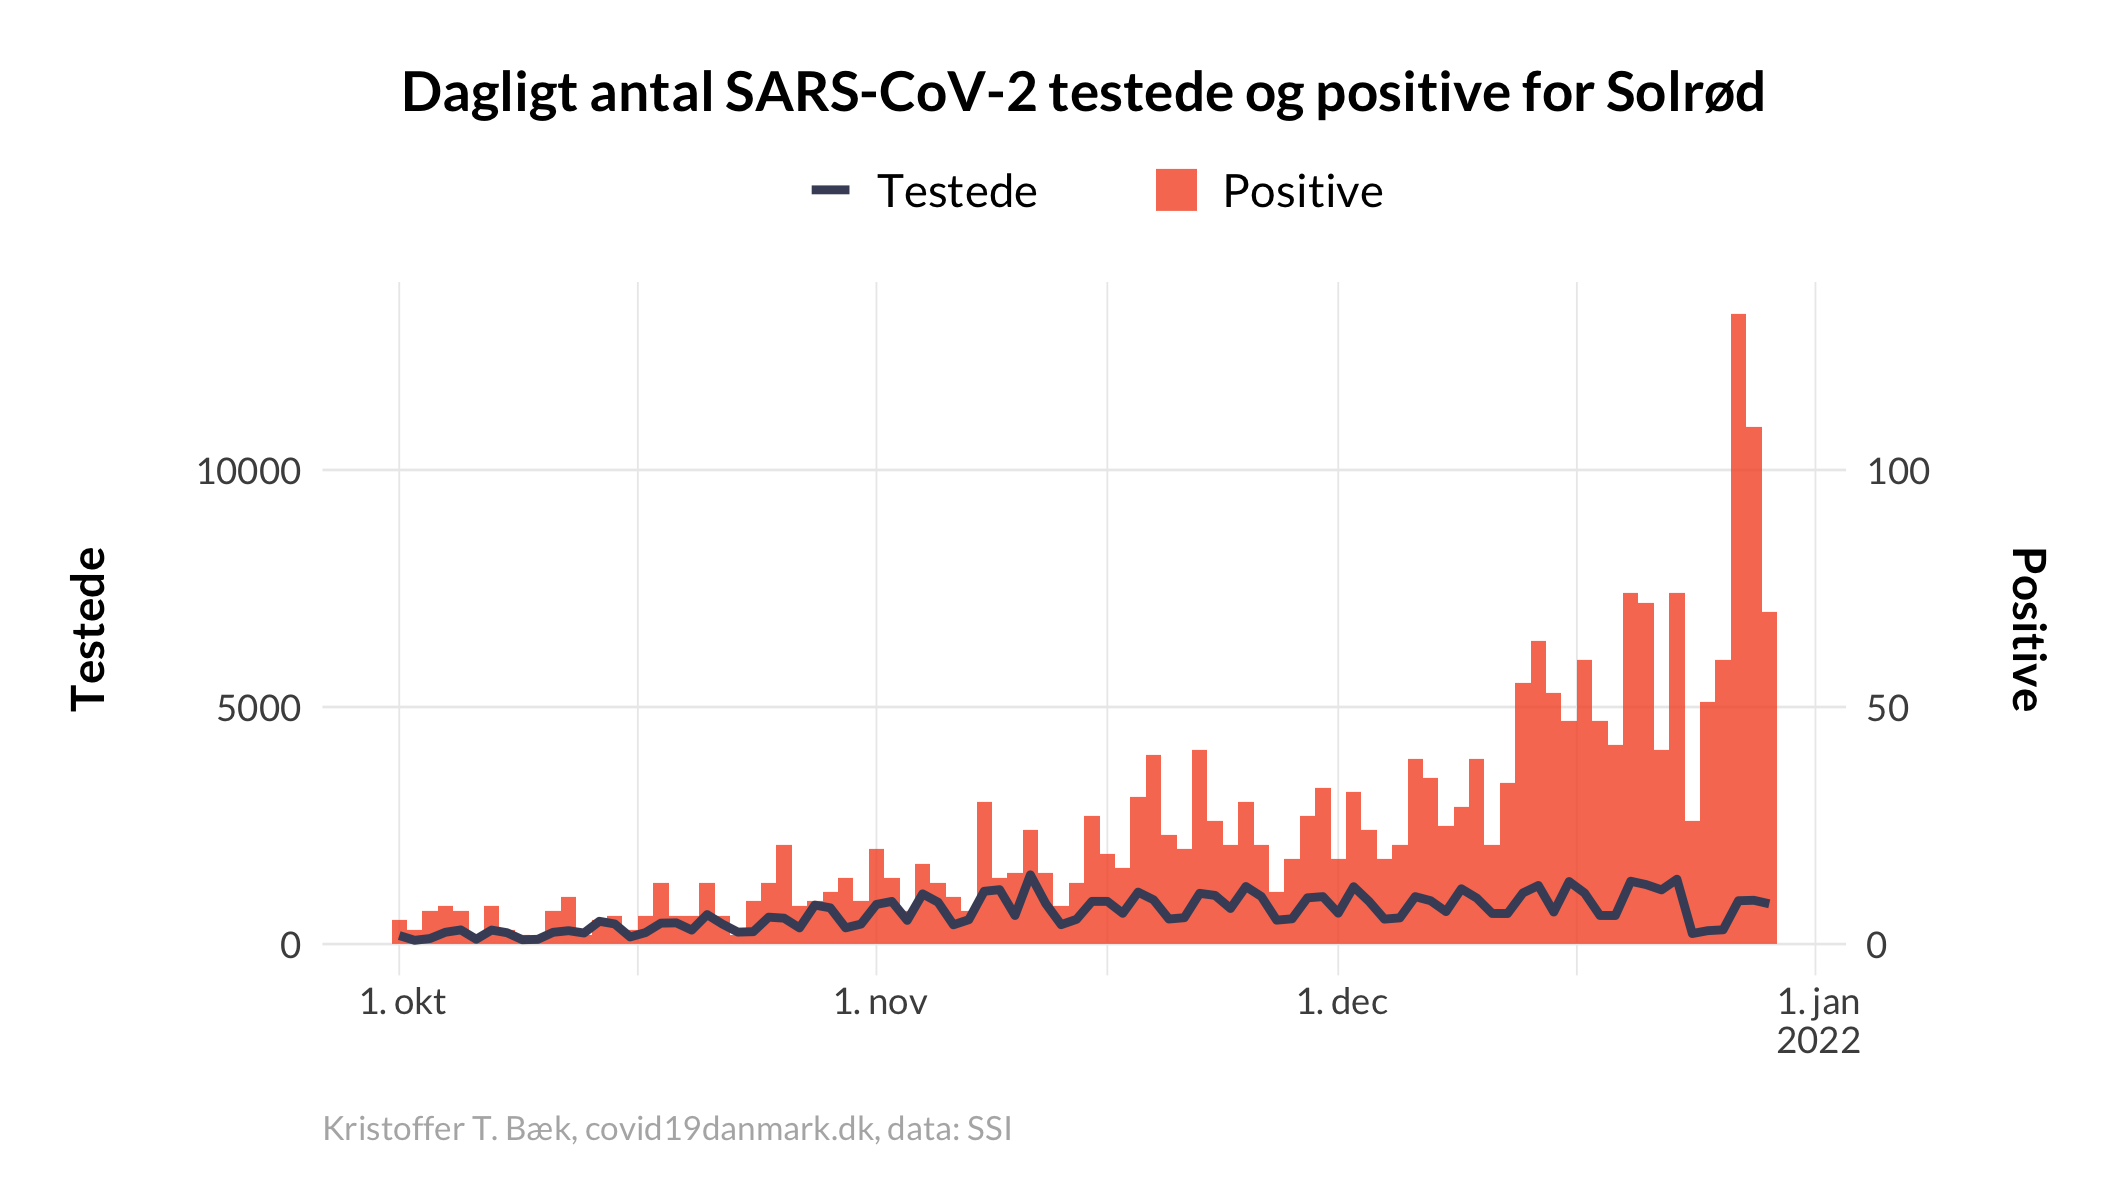 Dagligt antal SARS-CoV-2 testede og positive for Solrød
Testede
Positive
10000
5000
0
100
50
0
Testede
Positive
1. okt
1. nov
1. dec
1. jan
2022
Kristoffer T. Bæk, covid19danmark.dk, data: SSI